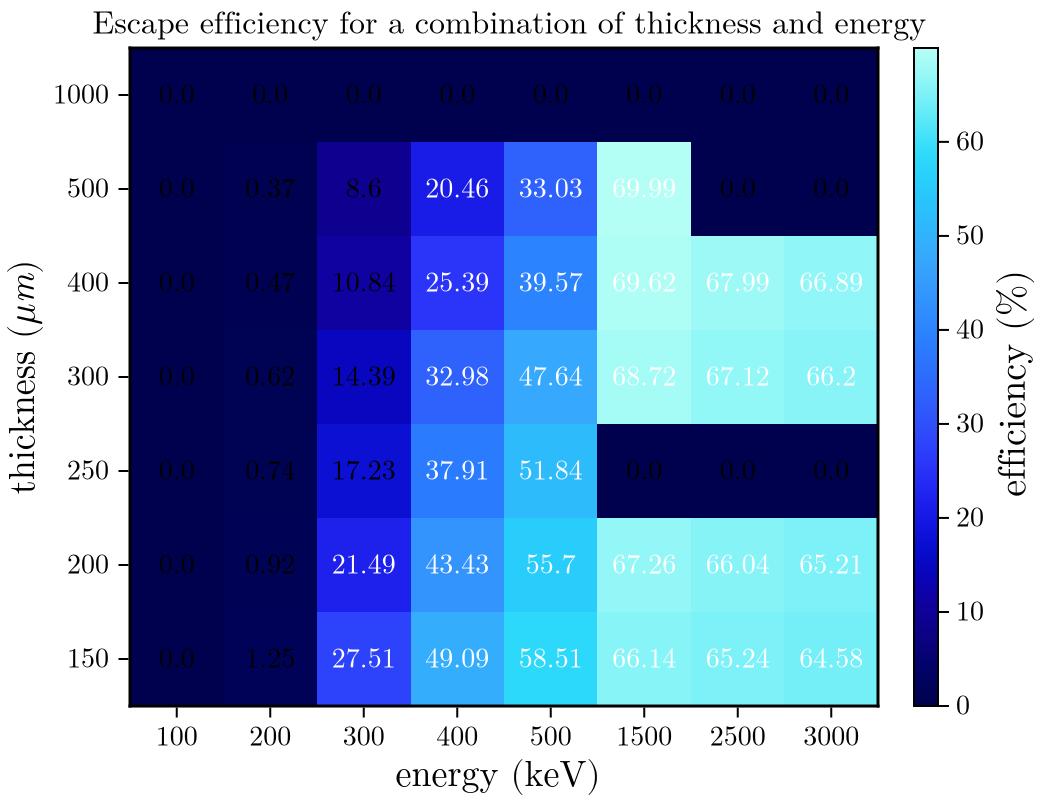 Escape efficiency for a combination of thickness and energy
1000 0.0 0.0 0.0 0.0 0.0 0.0 0.0 0.0
500 0.0 0.37 8.6 20.46 33.03 69.99 0.0 0.0
400 0.0 0.47 10.84 25.39 39.57 69.62 67.99 66.89
300 0.0 0.62 14.39 32.98 47.64 68.72 67.12 66.2
250 0.0 0.74 17.23 37.91 51.84 0.0 0.0 0.0
200 0.0 0.92 21.49 43.43 55.7 67.26 66.04 65.21
150 0.0 1.25 27.51 49.09 58.51 66.14 65.24 64.58
100 200 300 400 500 1500 2500 3000
energy (keV)
thickness (μm)
60
50
40
30
20
10
0
efficiency (%)